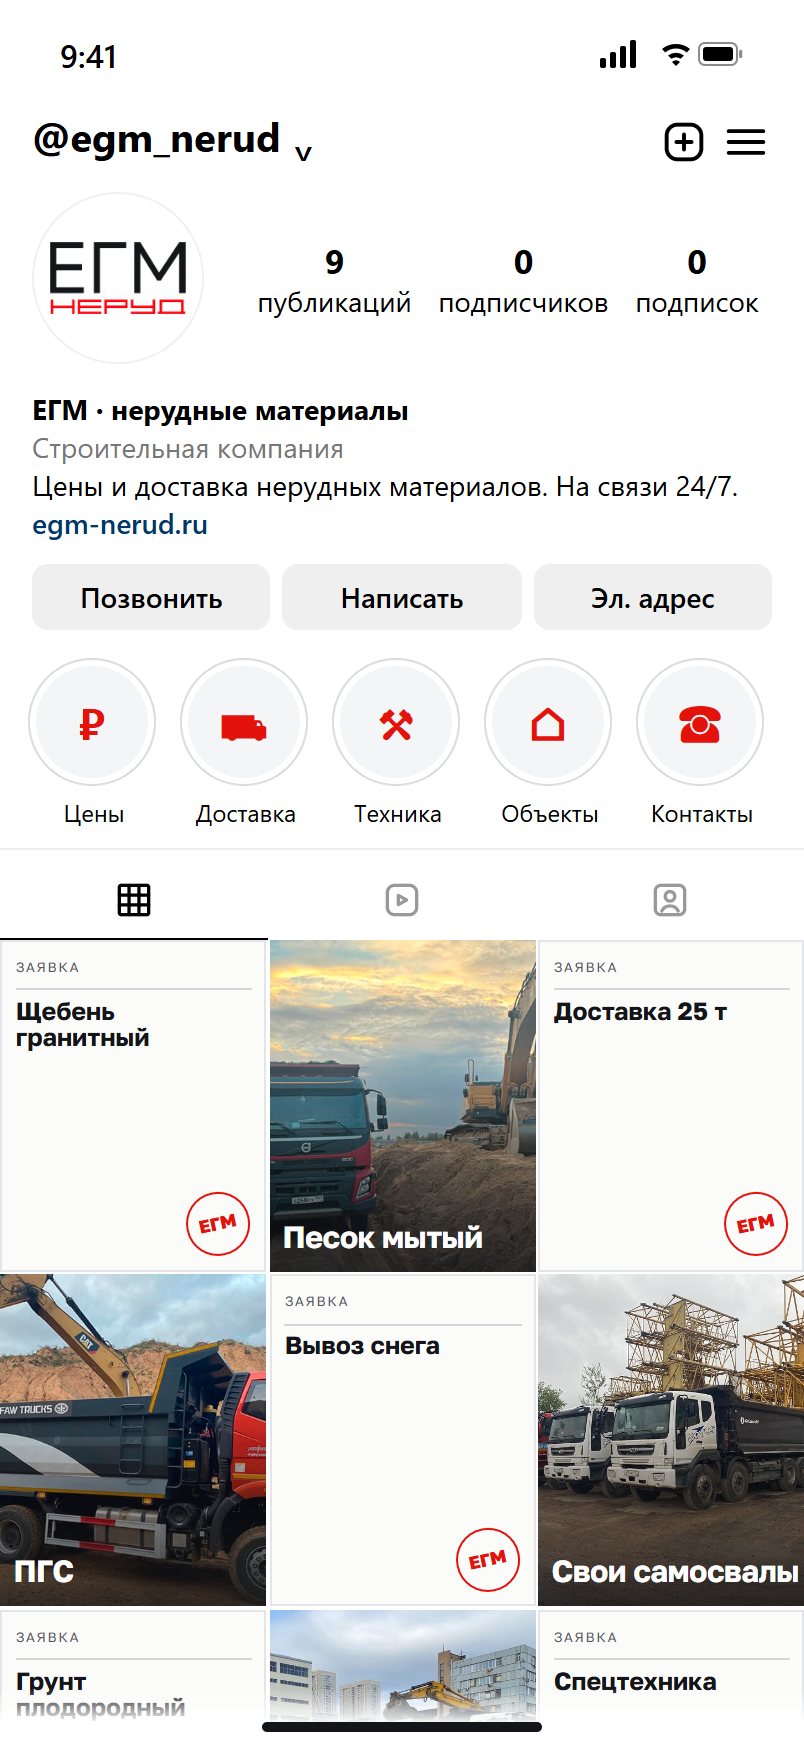 9:41
@egm_nerud
ЕГМ
НЕРУД
9
публикаций
0
подписчиков
0
подписок
ЕГМ · нерудные материалы
Строительная компания
Цены и доставка нерудных материалов. На связи 24/7.
egm-nerud.ru
Позвонить
Написать
Эл. адрес
Цены
Доставка
Техника
Объекты
Контакты
ЗАЯВКА
Щебень
гранитный
ЕГМ
Песок мытый
ЗАЯВКА
Доставка 25 т
ЕГМ
CAT
FAW TRUCKS
ПГС
ЗАЯВКА
Вывоз снега
ЕГМ
Свои самосвалы
ЗАЯВКА
Грунт
плодородный
ЗАЯВКА
Спецтехника